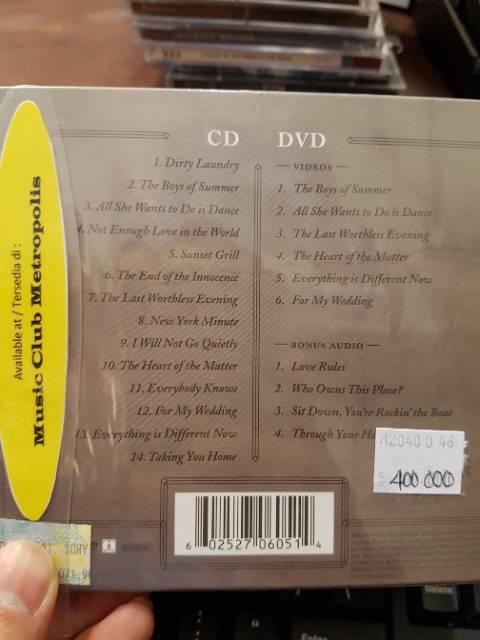 CD
1. Dirty Laundry
2. The Boys of Summer
3. All She Wants to Do is Dance
4. Not Enough Love in the World
5. Sunset Grill
6. The End of the Innocence
7. The Last Worthless Evening
8. New York Minute
9. I Will Not Go Quietly
10. The Heart of the Matter
11. Everybody Knows
12. For My Wedding
13. Everything is Different Now
14. Taking You Home
DVD
VIDEOS
1. The Boys of Summer
2. All She Wants to Do is Dance
3. The Last Worthless Evening
4. The Heart of the Matter
5. Everything is Different Now
6. For My Wedding
BONUS AUDIO
1. Love Rules
2. Who Owns This Place?
3. Sit Down, You're Rockin' the Boat
4. Through Your
Available at / Tersedia di :
Music Club Metropolis
400.000
6 02527 06051 4
PT. SONY
Enter
Delete